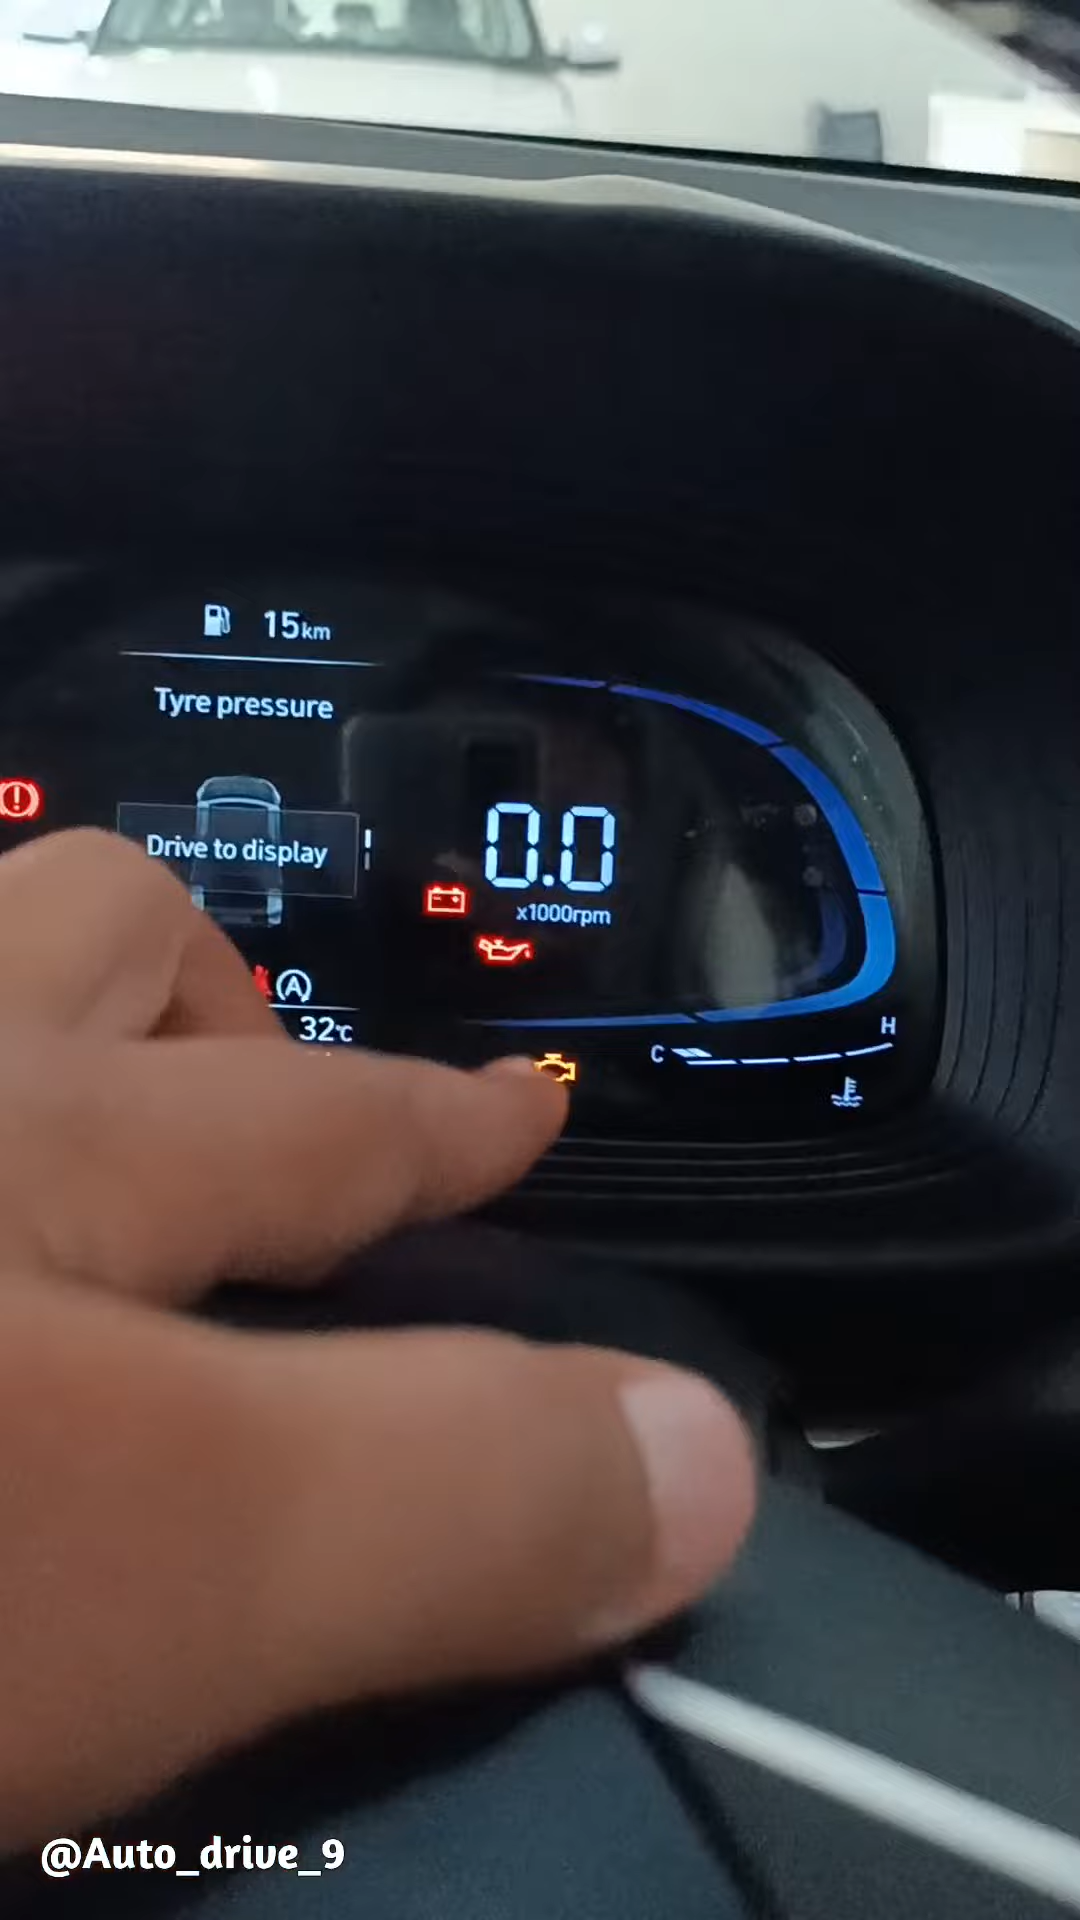 15km
Tyre pressure
Drive to display
0.0
x1000rpm
A
32°C
C
H
@Auto_drive_9